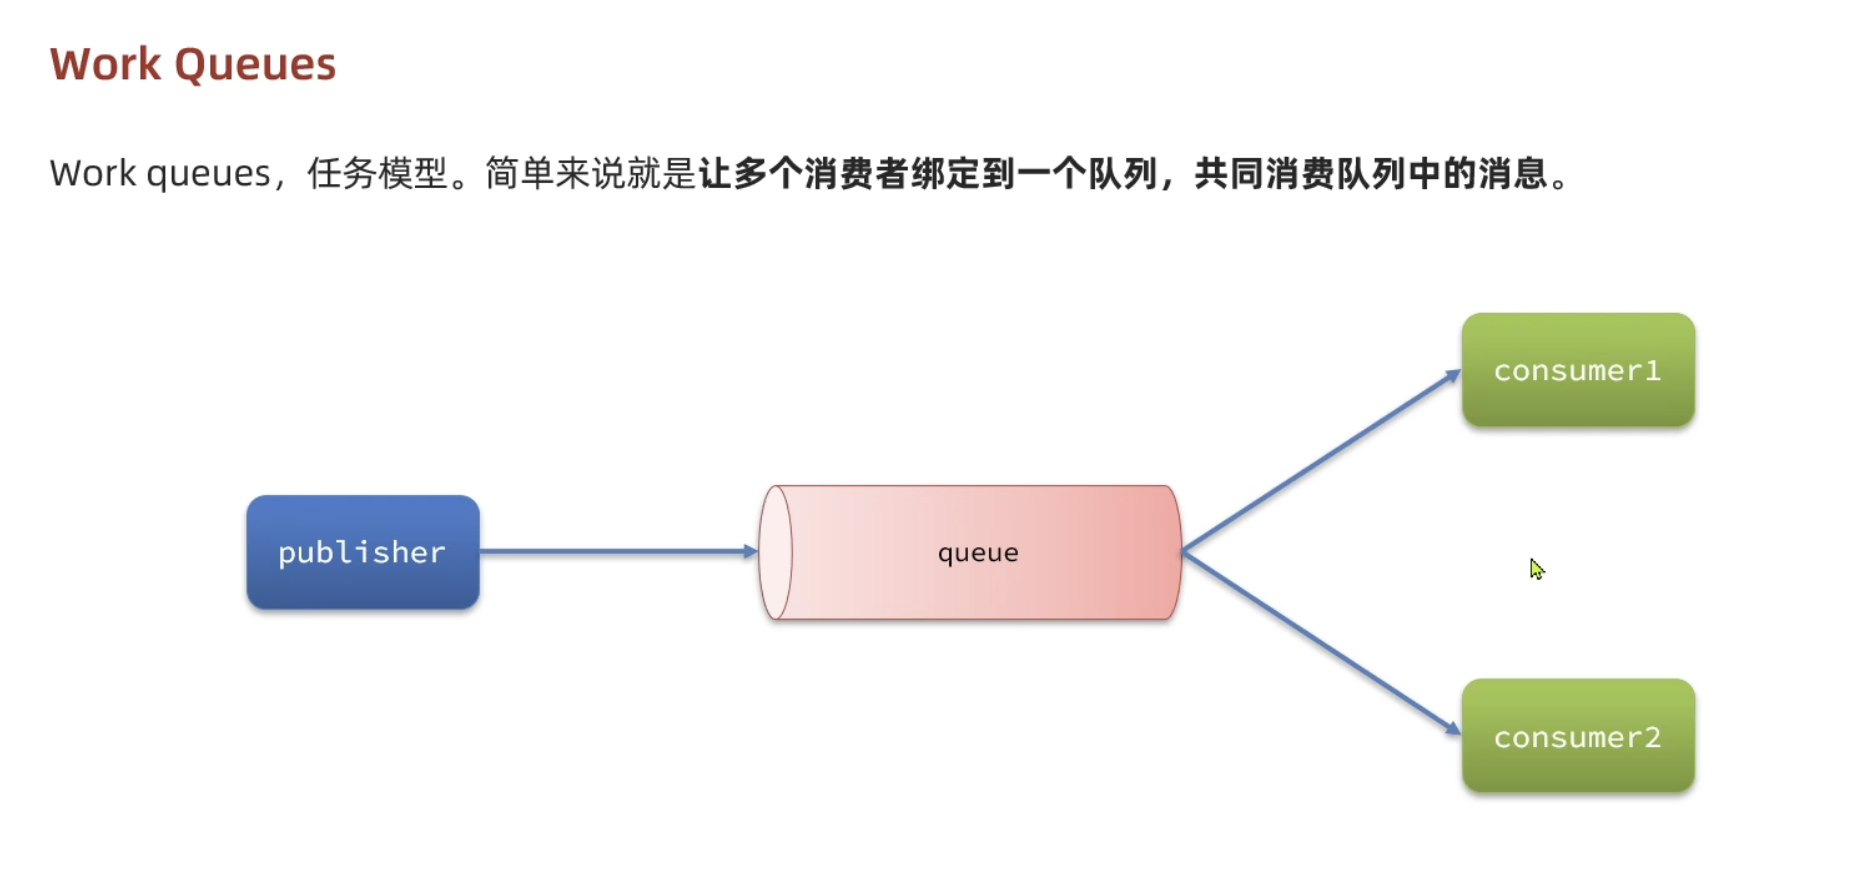 Work Queues
Work queues，任务模型。简单来说就是让多个消费者绑定到一个队列，共同消费队列中的消息。
consumer1
publisher
queue
consumer2